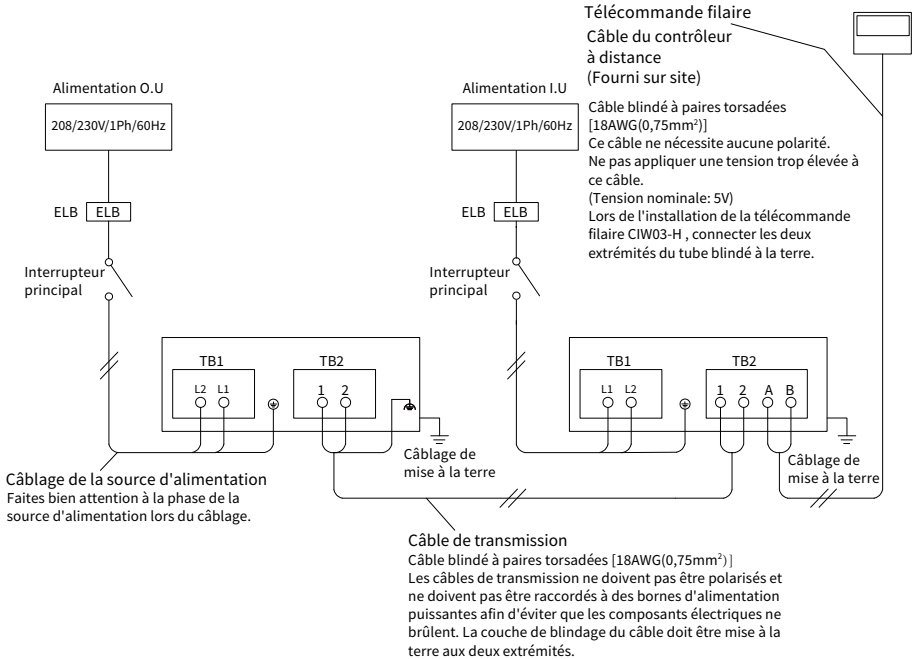 Télécommande filaire
Câble du contrôleur
à distance
(Fourni sur site)
Câble blindé à paires torsadées
[18AWG(0,75mm²)]
Ce câble ne nécessite aucune polarité.
Ne pas appliquer une tension trop élevée à
ce câble.
(Tension nominale: 5V)
Lors de l'installation de la télécommande
filaire CIW03-H , connecter les deux
extrémités du tube blindé à la terre.
Alimentation O.U
208/230V/1Ph/60Hz
ELB ELB
Interrupteur
principal
Alimentation I.U
208/230V/1Ph/60Hz
ELB ELB
Interrupteur
principal
TB1 TB2
L2 L1 1 2
TB1 TB2
L1 L2 1 2 A B
Câblage de
mise à la terre
Câblage de
mise à la terre
Câblage de la source d'alimentation
Faites bien attention à la phase de la
source d'alimentation lors du câblage.
Câble de transmission
Câble blindé à paires torsadées [18AWG(0,75mm²)]
Les câbles de transmission ne doivent pas être polarisés et
ne doivent pas être raccordés à des bornes d'alimentation
puissantes afin d'éviter que les composants électriques ne
brûlent. La couche de blindage du câble doit être mise à la
terre aux deux extrémités.